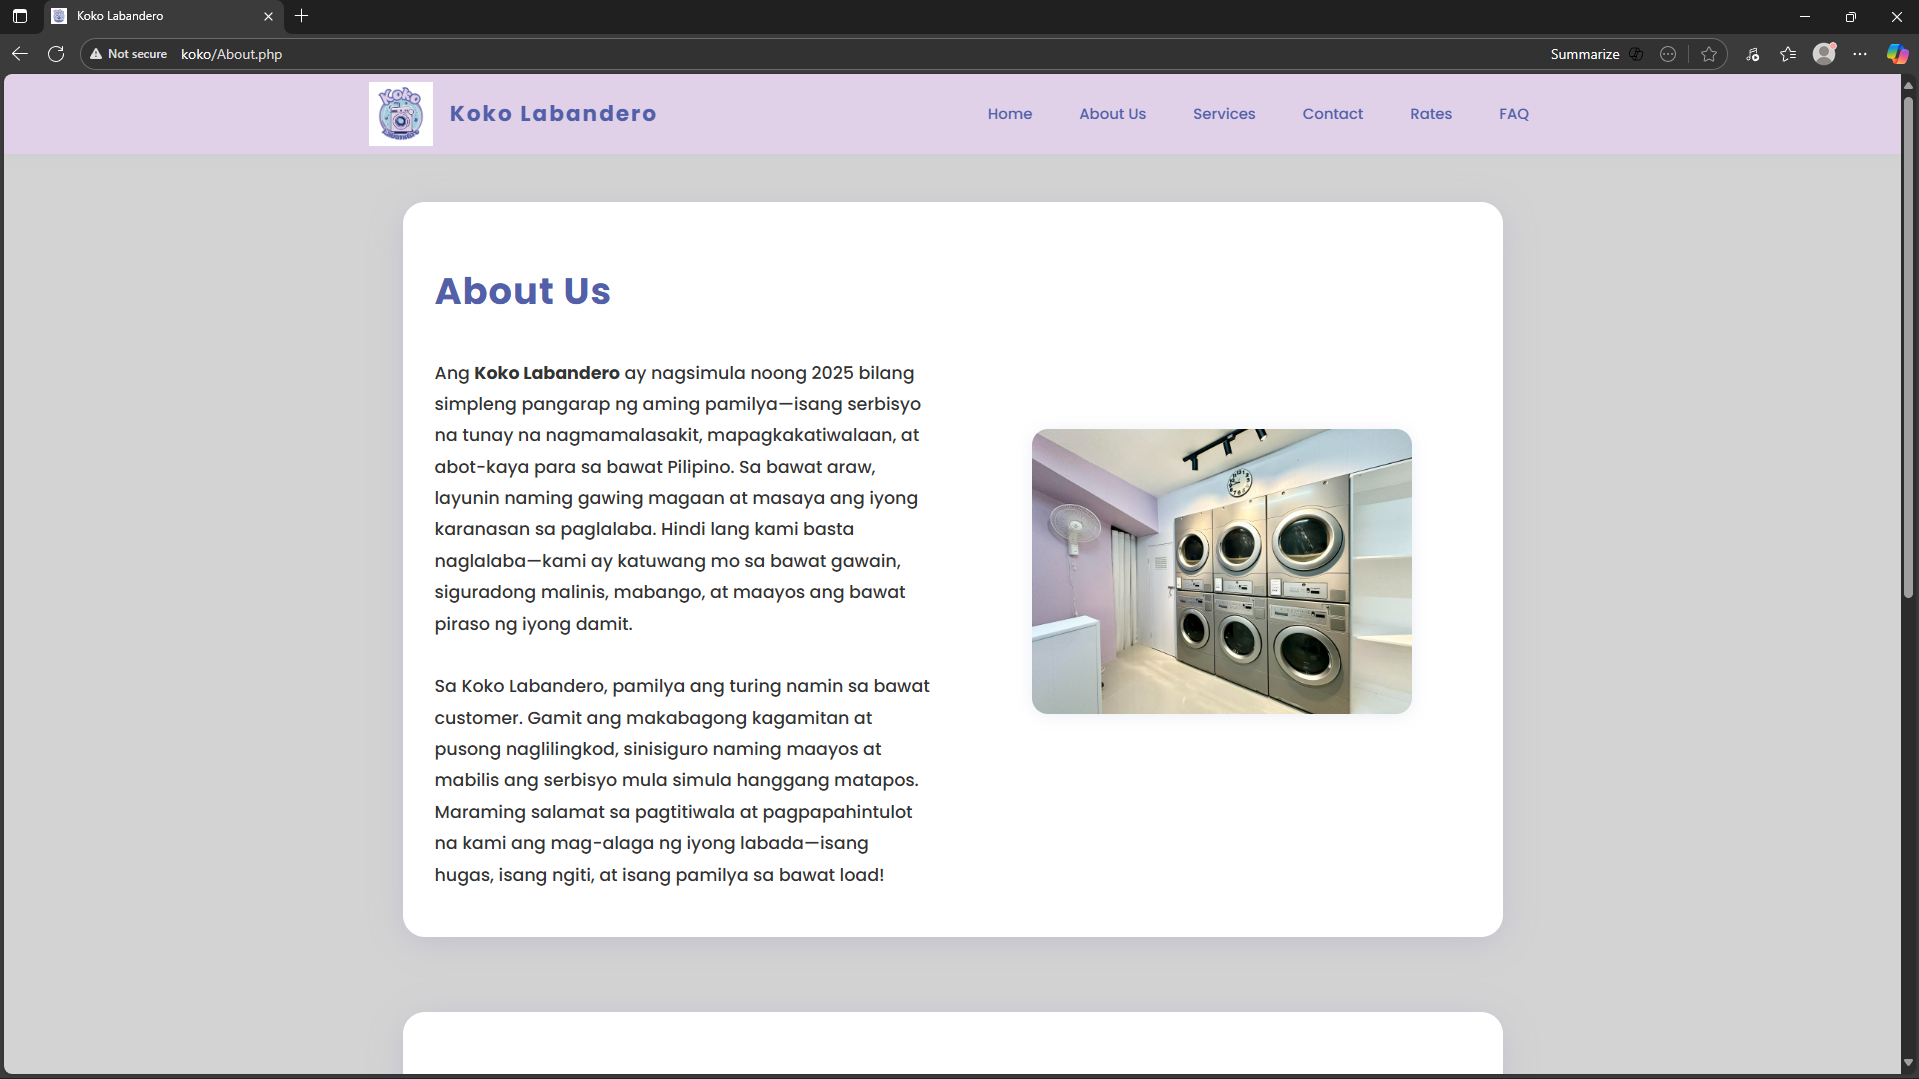 Koko Labandero
Not secure
koko/About.php
Summarize
Koko
Koko Labandero
Home
About Us
Services
Contact
Rates
FAQ
About Us
Ang Koko Labandero ay nagsimula noong 2025 bilang
simpleng pangarap ng aming pamilya—isang serbisyo
na tunay na nagmamalasakit, mapagkakatiwalaan, at
abot-kaya para sa bawat Pilipino. Sa bawat araw,
layunin naming gawing magaan at masaya ang iyong
karanasan sa paglalaba. Hindi lang kami basta
naglalaba—kami ay katuwang mo sa bawat gawain,
siguradong malinis, mabango, at maayos ang bawat
piraso ng iyong damit.
Sa Koko Labandero, pamilya ang turing namin sa bawat
customer. Gamit ang makabagong kagamitan at
pusong naglilingkod, sinisiguro naming maayos at
mabilis ang serbisyo mula simula hanggang matapos.
Maraming salamat sa pagtitiwala at pagpapahintulot
na kami ang mag-alaga ng iyong labada—isang
hugas, isang ngiti, at isang pamilya sa bawat load!